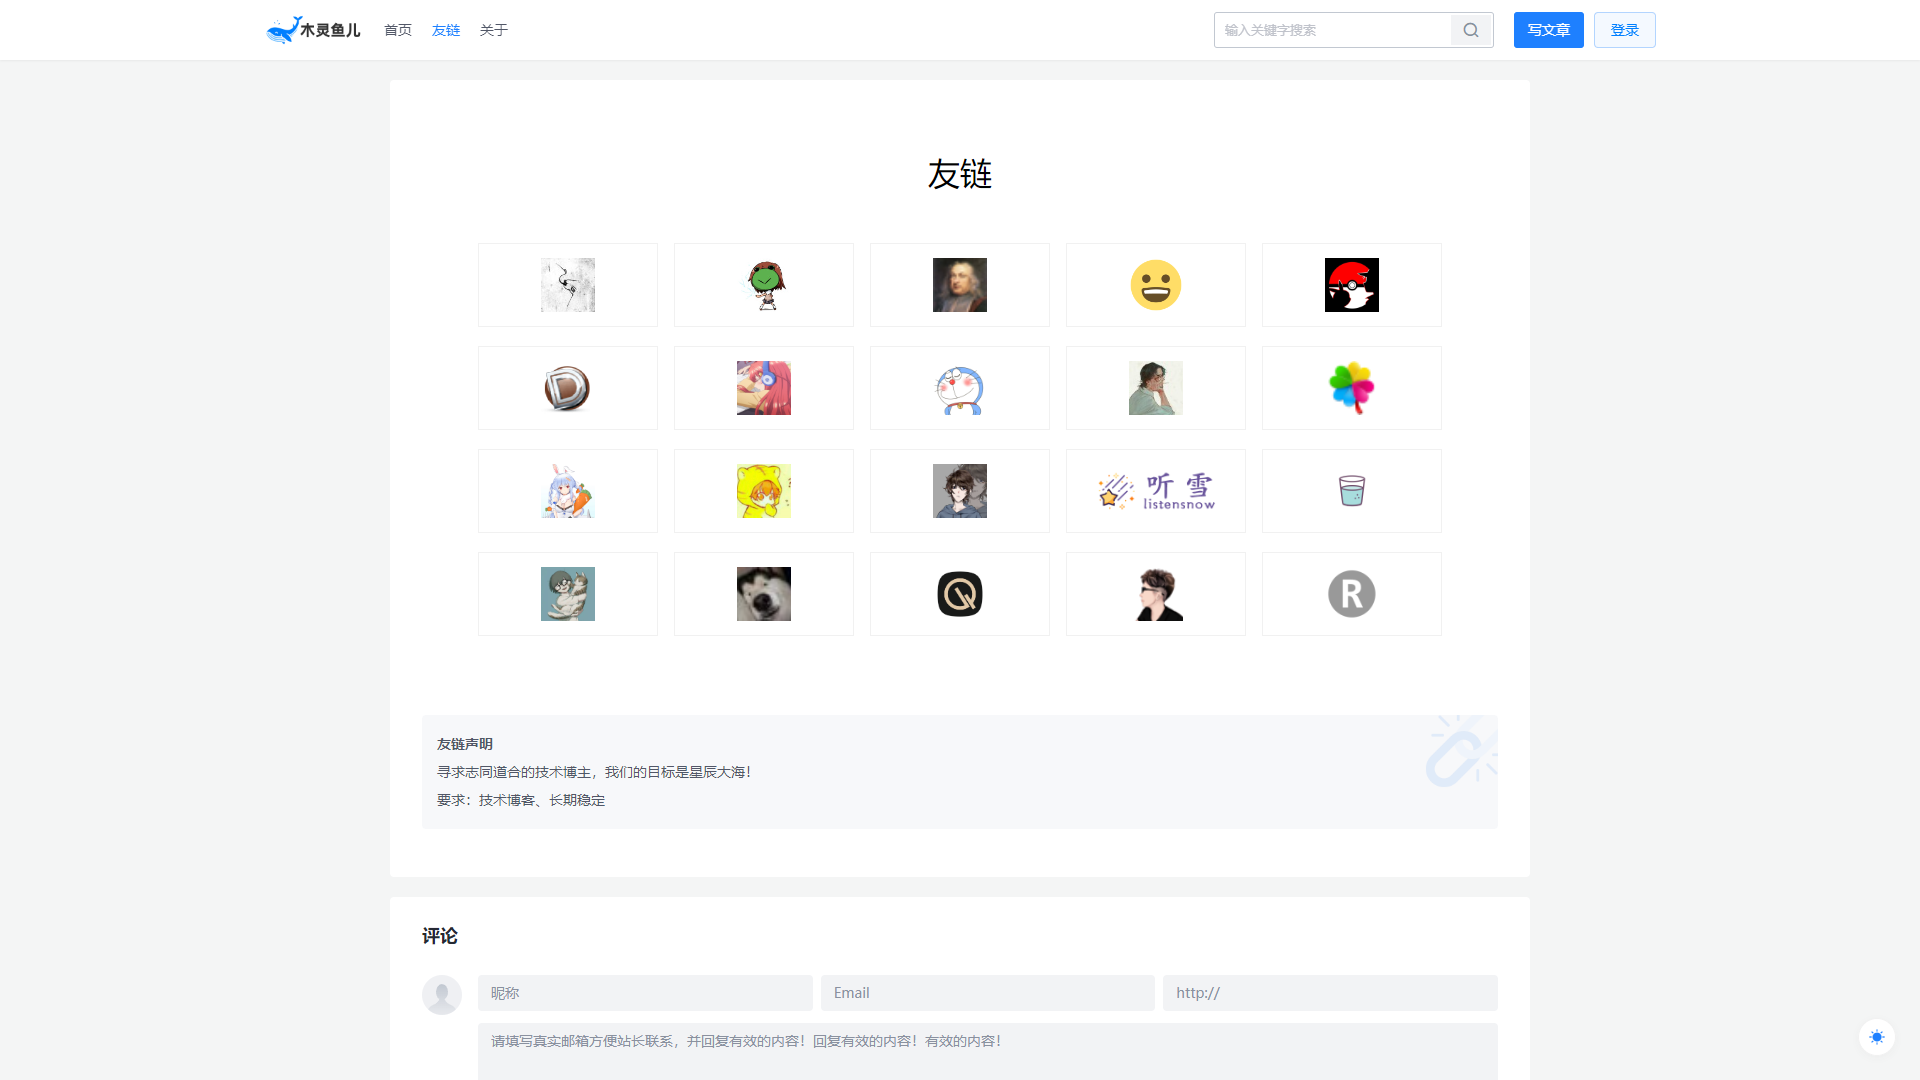 木灵鱼儿 首页 友链 关于 输入关键字搜索 写文章 登录
友链
D
听雪
listensnow
R
友链声明
寻求志同道合的技术博主，我们的目标是星辰大海！
要求：技术博客、长期稳定
评论
昵称 Email http://
请填写真实邮箱方便站长联系，并回复有效的内容！回复有效的内容！有效的内容！